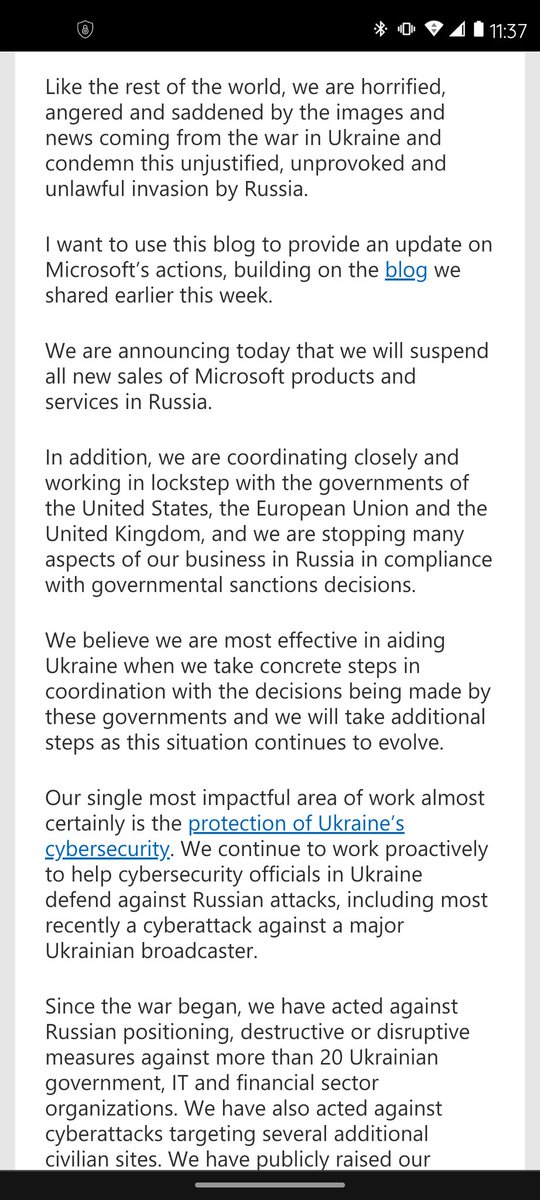 11:37
Like the rest of the world, we are horrified,
angered and saddened by the images and
news coming from the war in Ukraine and
condemn this unjustified, unprovoked and
unlawful invasion by Russia.
I want to use this blog to provide an update on
Microsoft’s actions, building on the blog we
shared earlier this week.
We are announcing today that we will suspend
all new sales of Microsoft products and
services in Russia.
In addition, we are coordinating closely and
working in lockstep with the governments of
the United States, the European Union and the
United Kingdom, and we are stopping many
aspects of our business in Russia in compliance
with governmental sanctions decisions.
We believe we are most effective in aiding
Ukraine when we take concrete steps in
coordination with the decisions being made by
these governments and we will take additional
steps as this situation continues to evolve.
Our single most impactful area of work almost
certainly is the protection of Ukraine’s
cybersecurity. We continue to work proactively
to help cybersecurity officials in Ukraine
defend against Russian attacks, including most
recently a cyberattack against a major
Ukrainian broadcaster.
Since the war began, we have acted against
Russian positioning, destructive or disruptive
measures against more than 20 Ukrainian
government, IT and financial sector
organizations. We have also acted against
cyberattacks targeting several additional
civilian sites. We have publicly raised our